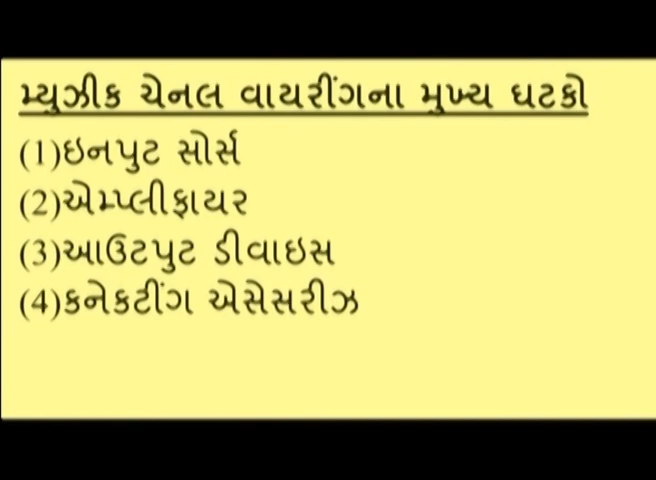 મ્યુઝીક ચેનલ વાયરીંગના મુખ્ય ઘટકો
(1)ઇનપુટ સોર્સ
(2)એમ્પ્લીફાયર
(3)આઉટપુટ ડીવાઇસ
(4)કનેકટીંગ એસેસરીઝ